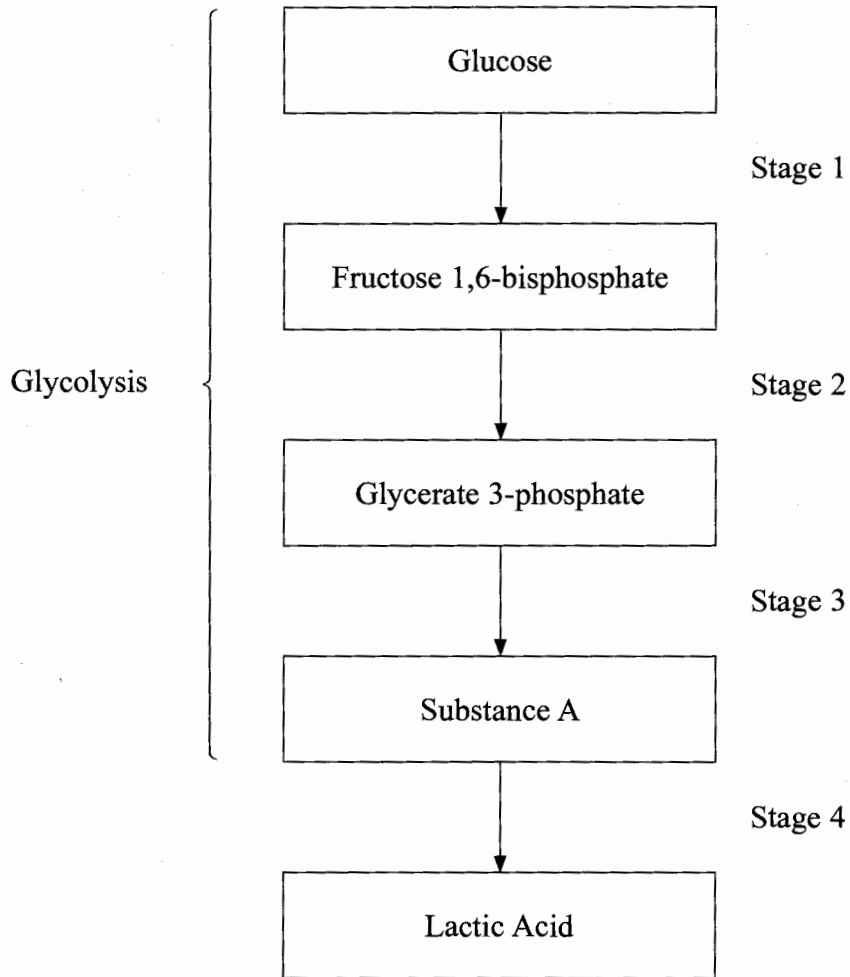 Glucose
Stage 1
Fructose 1,6-bisphosphate
Glycolysis
Stage 2
Glycerate 3-phosphate
Stage 3
Substance A
Stage 4
Lactic Acid